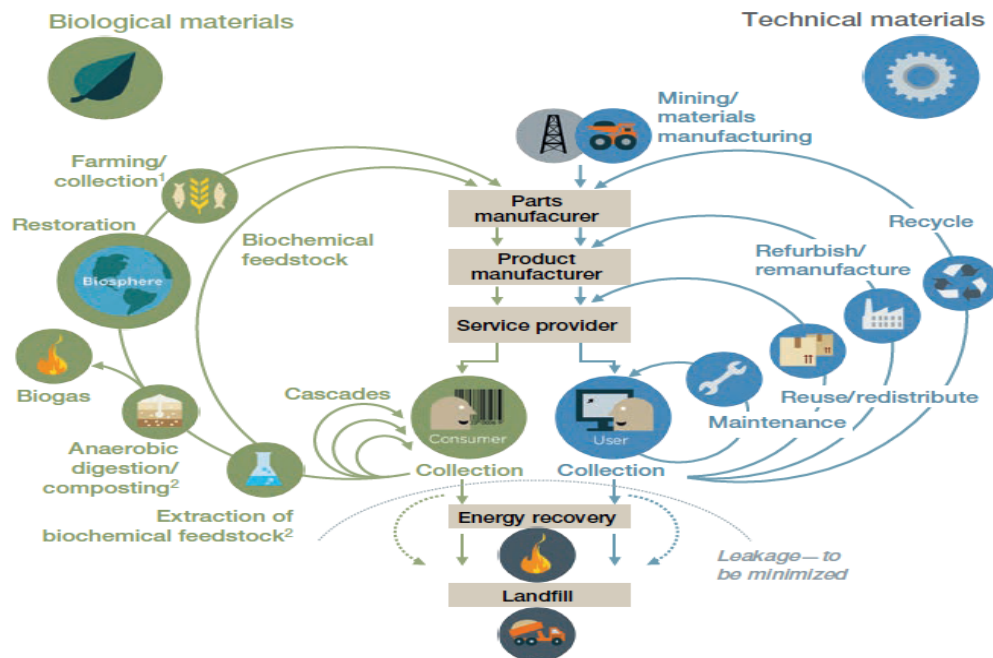 Biological materials
Technical materials
Mining/
materials
manufacturing
Farming/
collection¹
Parts
manufacurer
Recycle
Restoration
Biosphere
Biochemical
feedstock
Product
manufacturer
Refurbish/
remanufacture
Service provider
Biogas
Cascades
Consumer
User
Reuse/redistribute
Maintenance
Anaerobic
digestion/
composting²
Collection
Collection
Extraction of
biochemical feedstock²
Energy recovery
Leakage—to
be minimized
Landfill